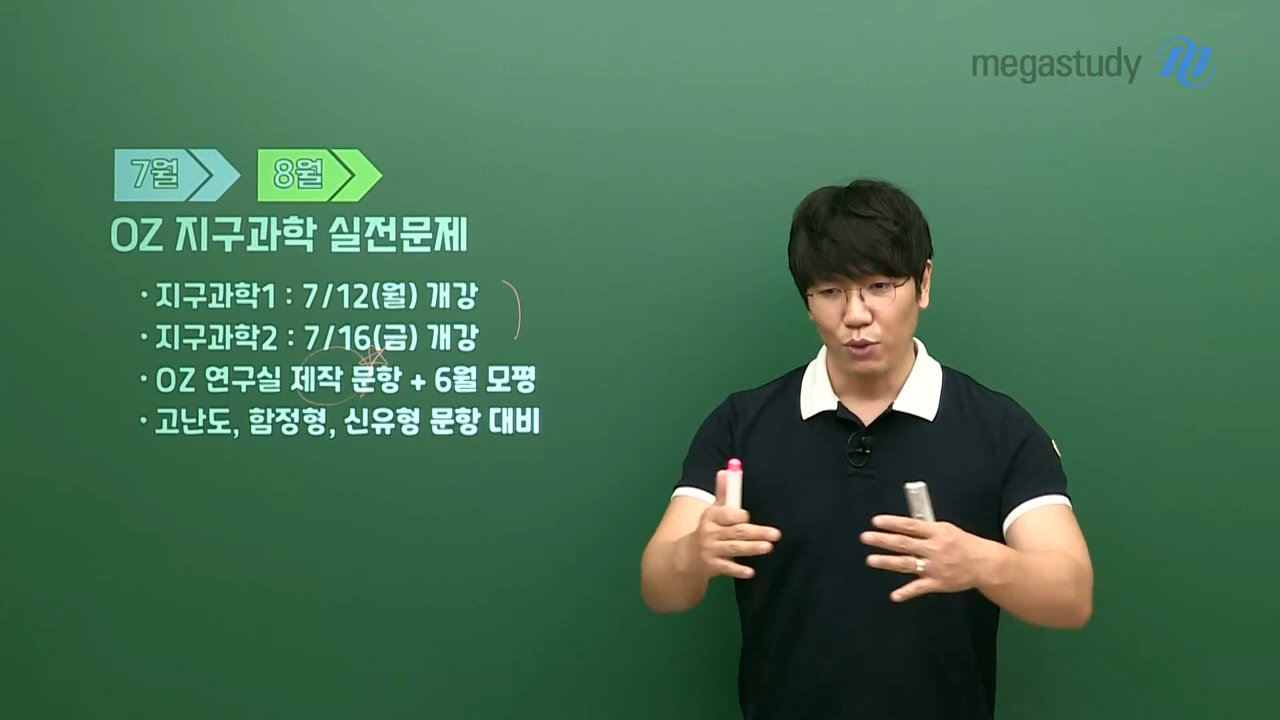 megastudy
7월 8월
OZ 지구과학 실전문제
· 지구과학1 : 7/12(월) 개강
· 지구과학2 : 7/16(금) 개강
· OZ 연구실 제작 문항 + 6월 모평
· 고난도, 함정형, 신유형 문항 대비